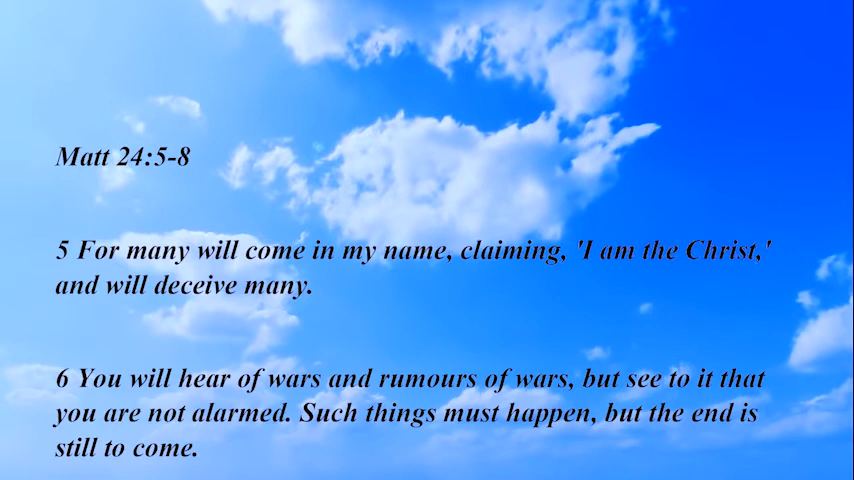 Matt 24:5-8
5 For many will come in my name, claiming, 'I am the Christ,'
and will deceive many.
6 You will hear of wars and rumours of wars, but see to it that
you are not alarmed. Such things must happen, but the end is
still to come.